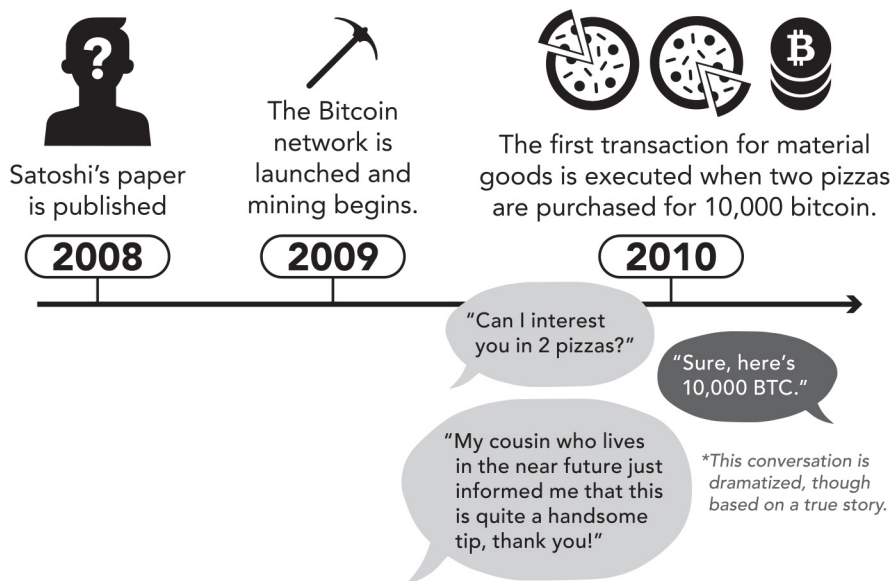 ?
Satoshi’s paper
is published
2008
The Bitcoin
network is
launched and
mining begins.
2009
₿
The first transaction for material
goods is executed when two pizzas
are purchased for 10,000 bitcoin.
2010
“Can I interest
you in 2 pizzas?”
“Sure, here’s
10,000 BTC.”
“My cousin who lives
in the near future just
informed me that this
is quite a handsome
tip, thank you!”
*This conversation is
dramatized, though
based on a true story.